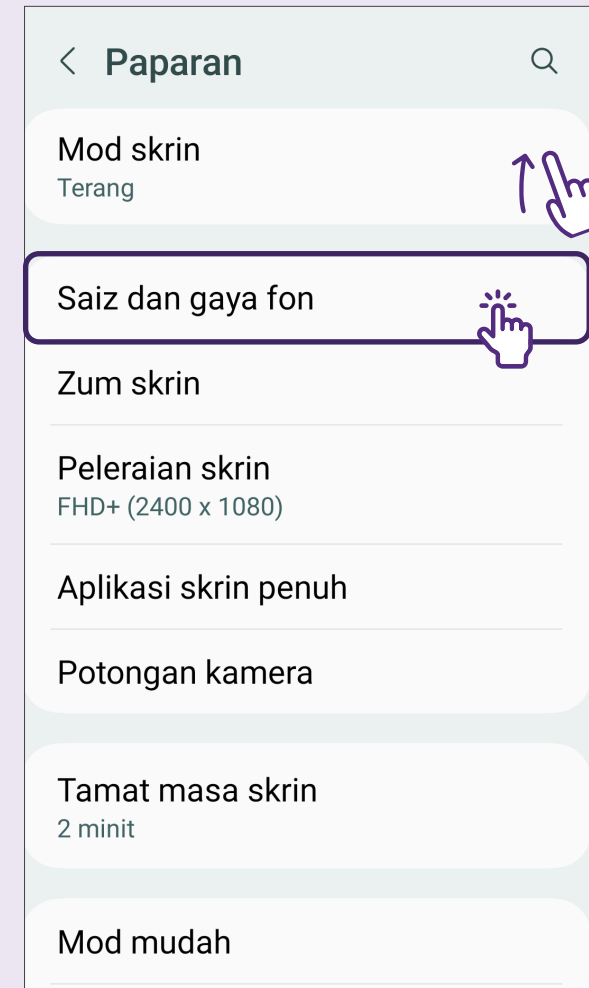 Paparan
Mod skrin
Terang
Saiz dan gaya fon
Zum skrin
Peleraian skrin
FHD+ (2400 x 1080)
Aplikasi skrin penuh
Potongan kamera
Tamat masa skrin
2 minit
Mod mudah